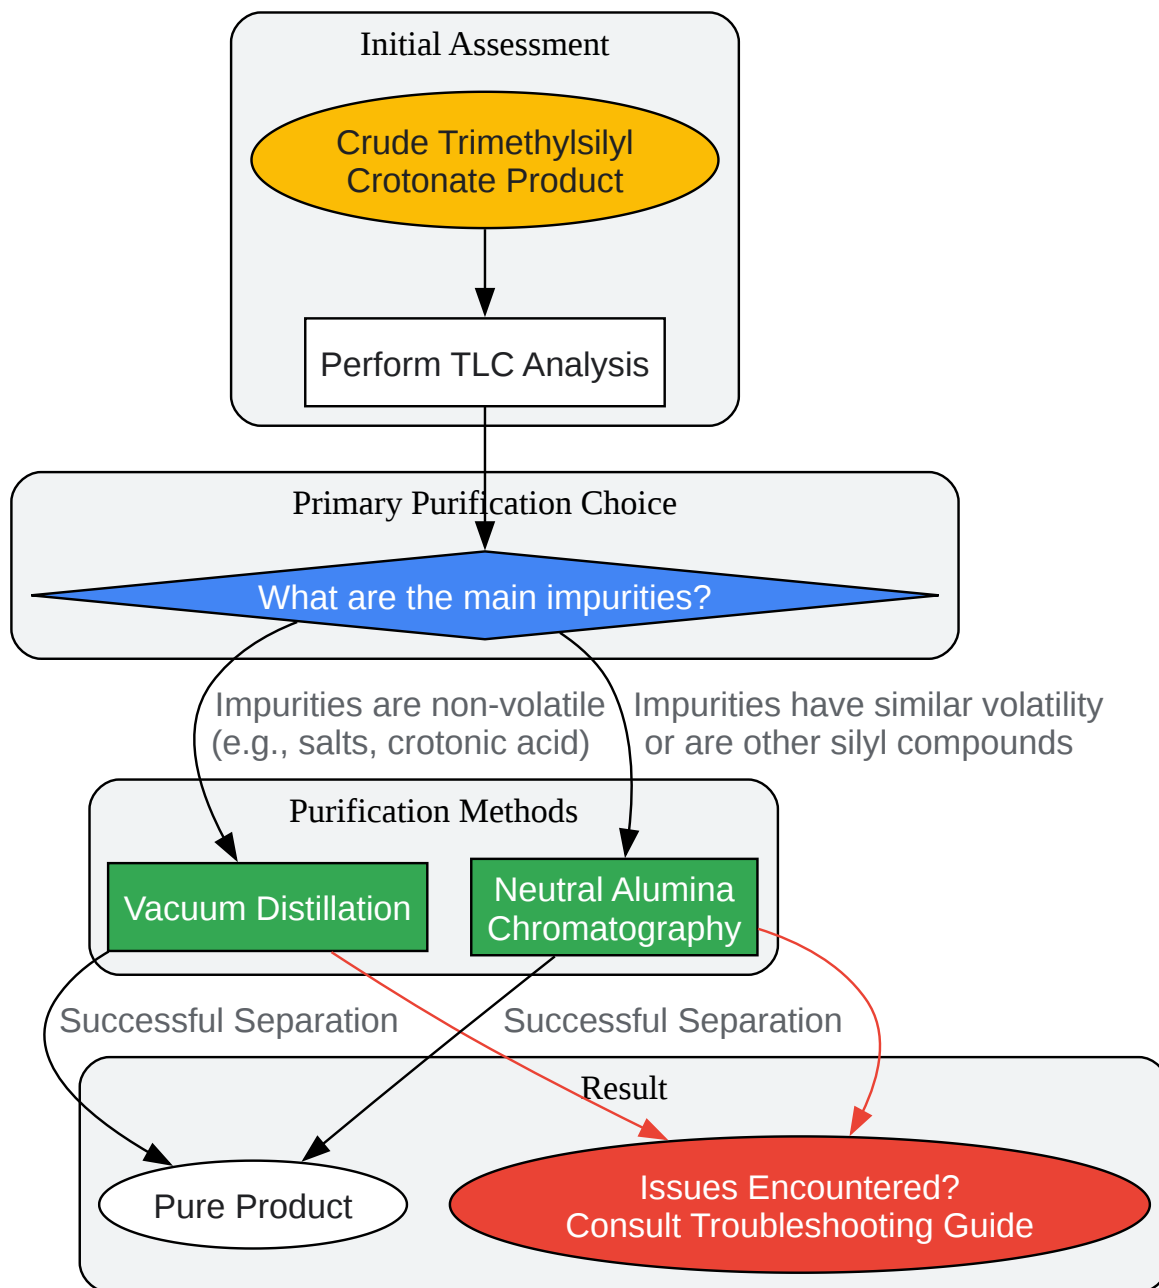 Initial Assessment
Crude Trimethylsilyl
Crotonate Product
Perform TLC Analysis
Primary Purification Choice
What are the main impurities?
Impurities are non-volatile
(e.g., salts, crotonic acid)
Impurities have similar volatility
or are other silyl compounds
Purification Methods
Vacuum Distillation
Neutral Alumina
Chromatography
Successful Separation
Successful Separation
Result
Pure Product
Issues Encountered?
Consult Troubleshooting Guide